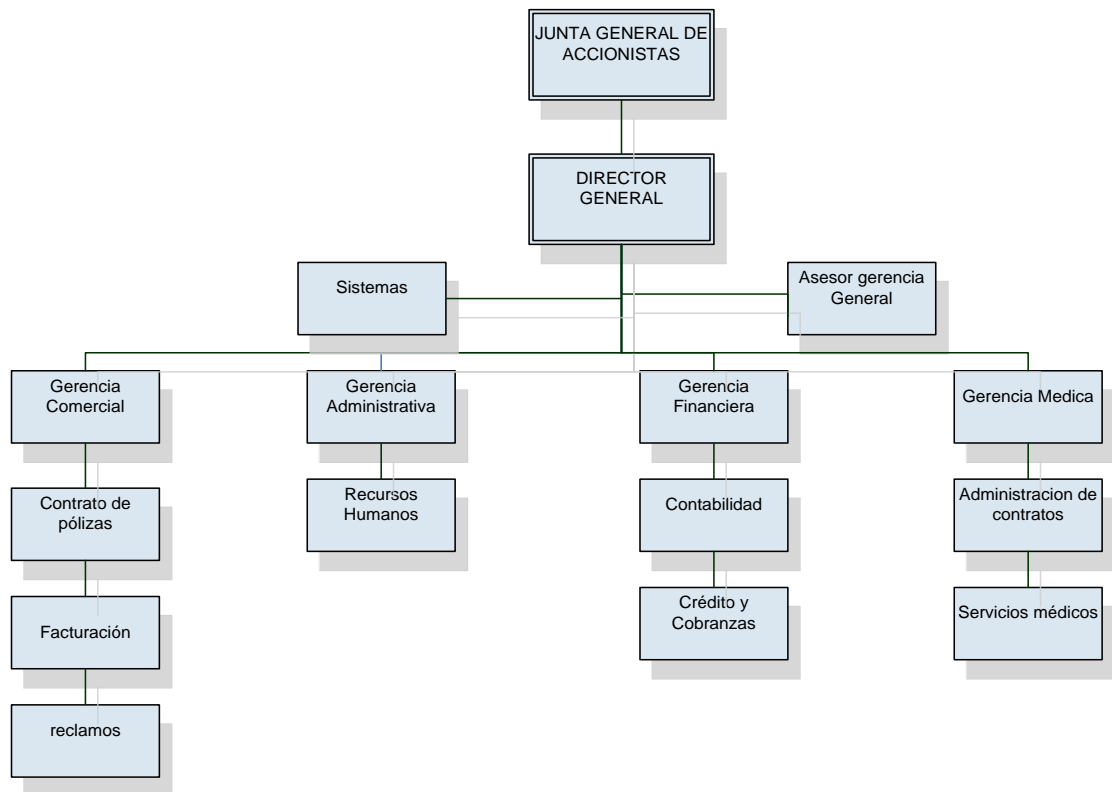 JUNTA GENERAL DE
ACCIONISTAS
DIRECTOR
GENERAL
Sistemas
Asesor gerencia
General
Gerencia
Comercial
Gerencia
Administrativa
Gerencia
Financiera
Gerencia Medica
Contrato de
pólizas
Recursos
Humanos
Contabilidad
Administracion de
contratos
Facturación
Crédito y
Cobranzas
Servicios médicos
reclamos